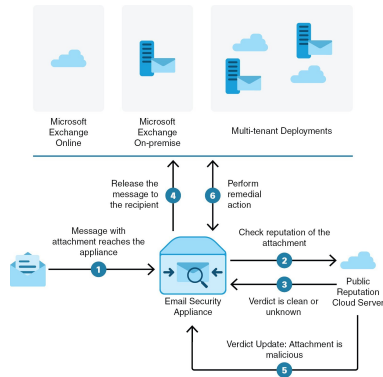 Microsoft
Exchange
Online
Microsoft
Exchange
On-premise
Multi-tenant Deployments
Release the
message to
the recipient
4
6
Perform
remedial
action
Message with
attachment reaches the
appliance
1
Check reputation of the
attachment
2
3
Verdict is clean or
unknown
Email Security
Appliance
Public
Reputation
Cloud Server
Verdict Update: Attachment is
malicious
5